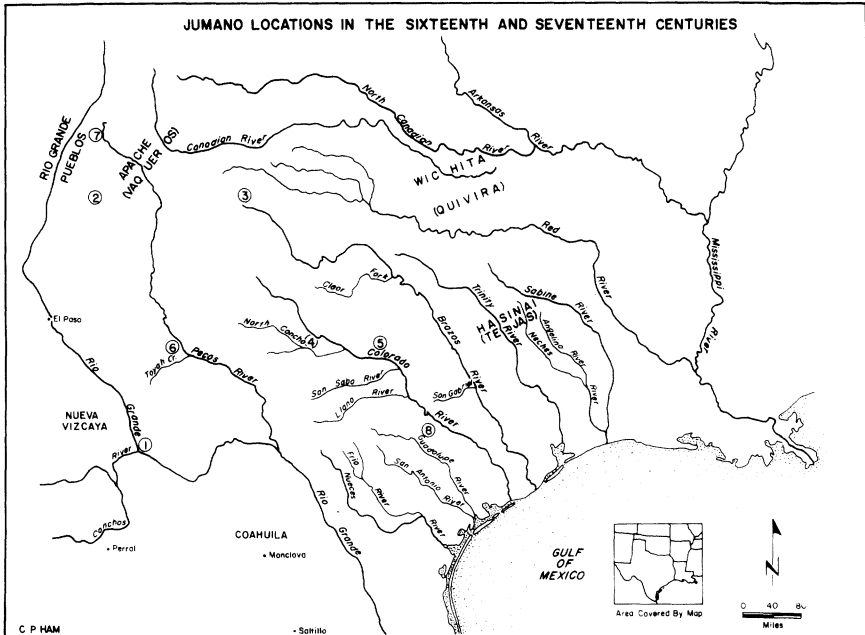 JUMANO LOCATIONS IN THE SIXTEENTH AND SEVENTEENTH CENTURIES
RIO GRANDE
PUEBLOS
APACHE
(VAQUEROS)
North Canadian River
Arkansas River
Canadian River
WICHITA
(QUIVIRA)
Red River
Mississippi River
7
2
3
Clear Fork
Brazos River
Trinity River
HASINAI
(TEJAS)
Sabine River
Angelina River
Neches River
El Paso
Rio Grande
6
Toyah Cr.
Pecos River
North Concho
4
5
Colorado River
San Saba River
Llano River
San Gabriel
NUEVA
VIZCAYA
1
River
Conchos
8
Guadalupe River
San Antonio River
Frio River
Nueces River
Rio Grande
Parral
COAHUILA
Monclova
Saltillo
GULF
OF
MEXICO
Area Covered By Map
N
0 40 80
Miles
C P HAM